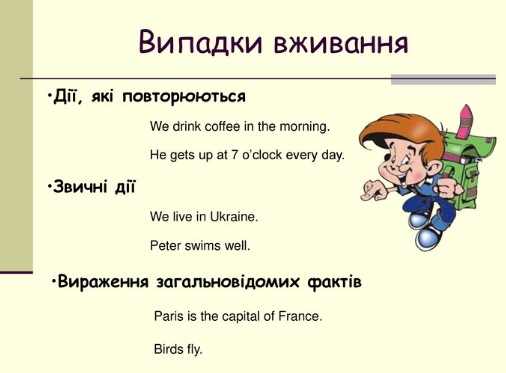 Випадки вживання
•Дії, які повторюються
We drink coffee in the morning.
He gets up at 7 o'clock every day.
•Звичні дії
We live in Ukraine.
Peter swims well.
•Вираження загальновідомих фактів
Paris is the capital of France.
Birds fly.